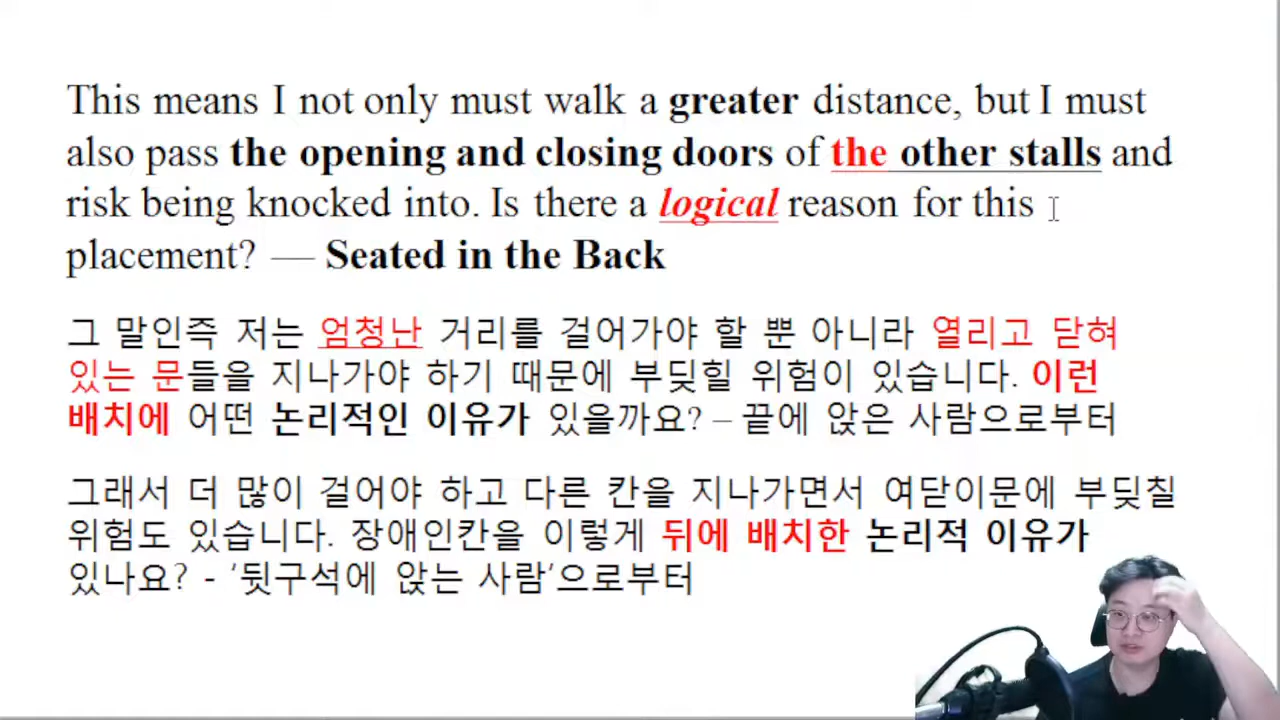 This means I not only must walk a greater distance, but I must
also pass the opening and closing doors of the other stalls and
risk being knocked into. Is there a logical reason for this
placement? — Seated in the Back
그 말인즉 저는 엄청난 거리를 걸어가야 할 뿐 아니라 열리고 닫혀
있는 문들을 지나가야 하기 때문에 부딪힐 위험이 있습니다. 이런
배치에 어떤 논리적인 이유가 있을까요? – 끝에 앉은 사람으로부터
그래서 더 많이 걸어야 하고 다른 칸을 지나가면서 여닫이문에 부딪칠
위험도 있습니다. 장애인칸을 이렇게 뒤에 배치한 논리적 이유가
있나요? - ‘뒷구석에 앉는 사람’으로부터